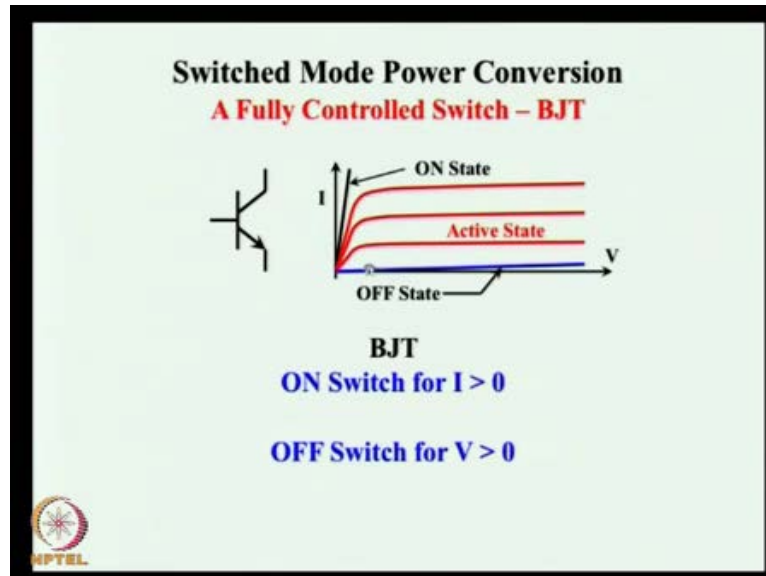 Switched Mode Power Conversion
A Fully Controlled Switch – BJT
ON State
I
Active State
V
OFF State
BJT
ON Switch for I > 0
OFF Switch for V > 0
NPTEL